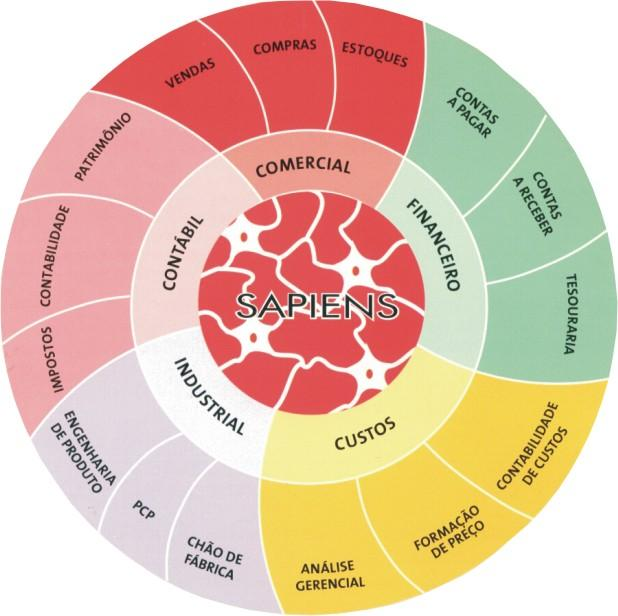 VENDAS
COMPRAS
ESTOQUES
CONTAS
A PAGAR
CONTAS
A RECEBER
TESOURARIA
CONTABILIDADE
DE CUSTOS
FORMAÇÃO
DE PREÇO
ANÁLISE
GERENCIAL
CHÃO DE
FÁBRICA
PCP
ENGENHARIA
DE PRODUTO
IMPOSTOS
CONTABILIDADE
PATRIMÔNIO
COMERCIAL
FINANCEIRO
CUSTOS
INDUSTRIAL
CONTÁBIL
SAPIENS